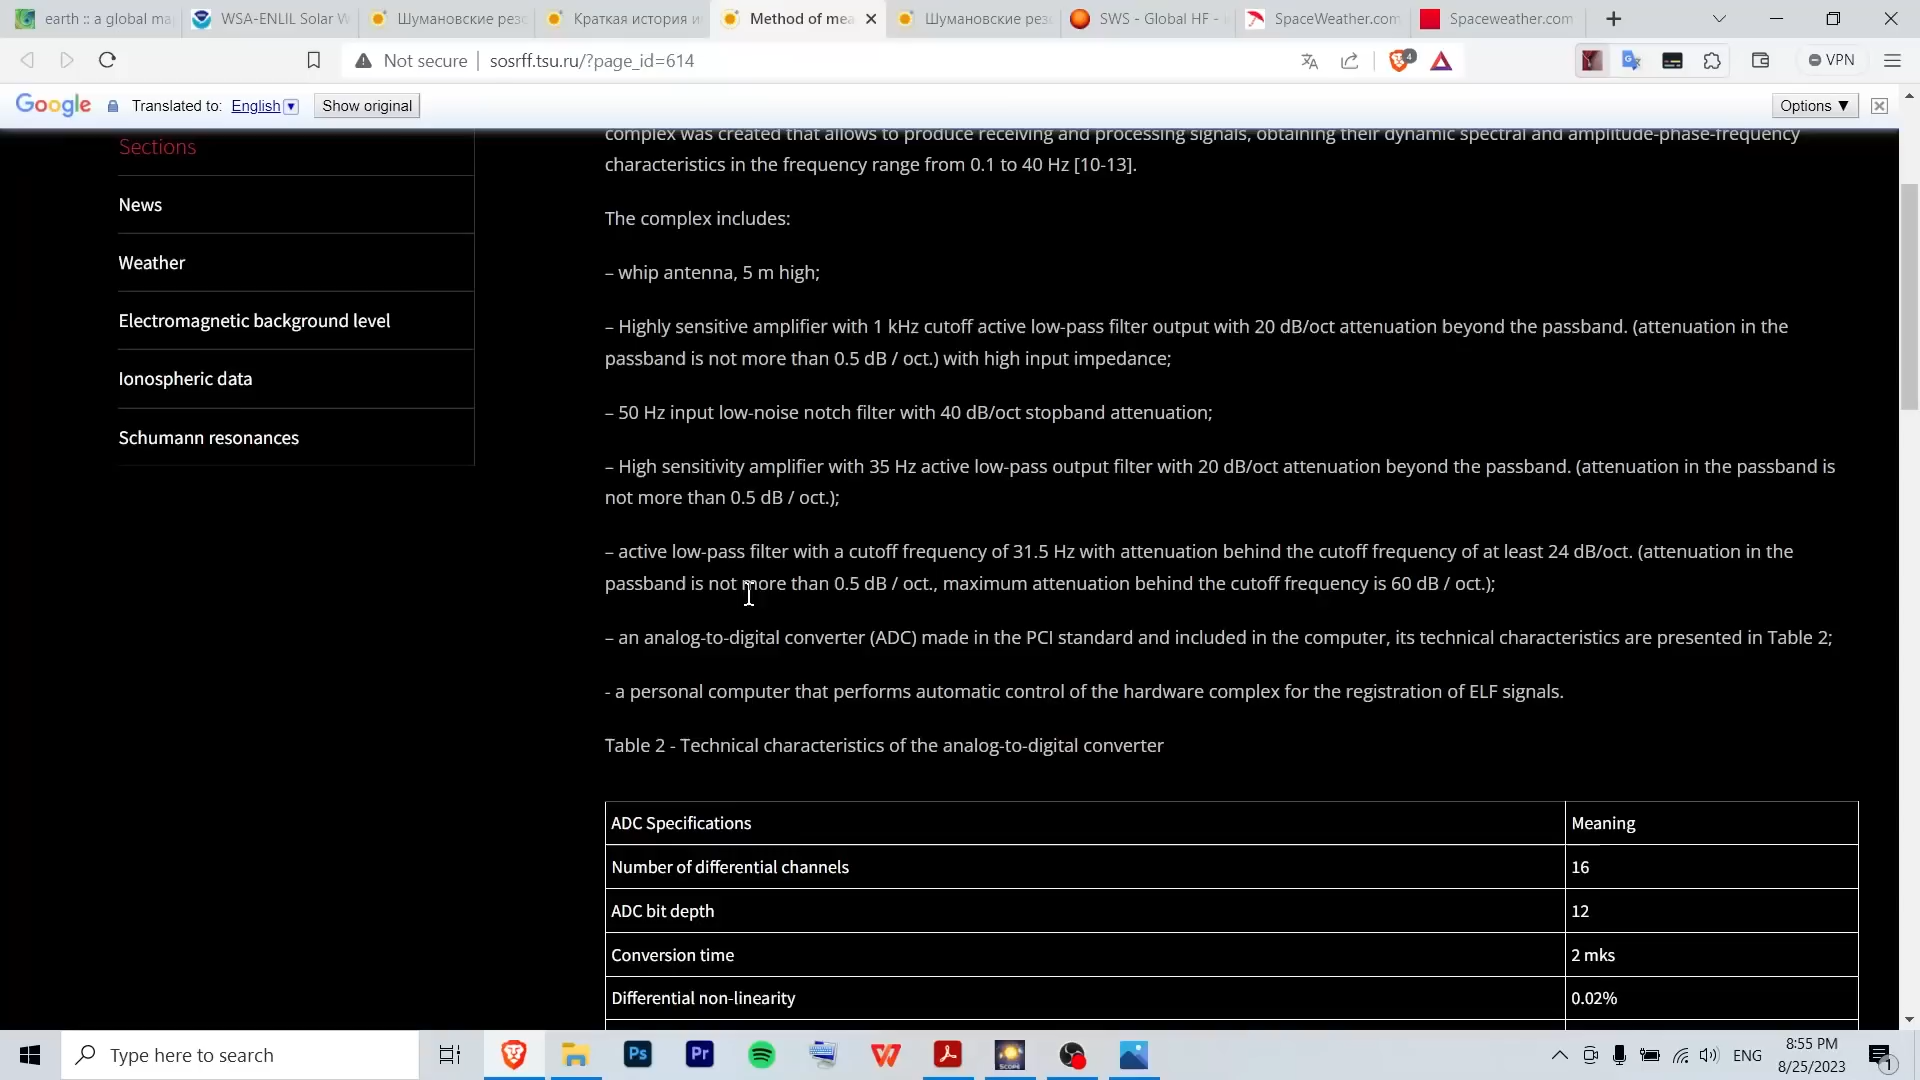 earth :: a global ma
WSA-ENLIL Solar W
Шумановские резо
Краткая история и
Method of mea
Шумановские резо
SWS - Global HF -
SpaceWeather.com
Spaceweather.com
Not secure
sosrff.tsu.ru/?page_id=614
4
VPN
Google
Translated to:
English
Show original
Options ▼
complex was created that allows to produce receiving and processing signals, obtaining their dynamic spectral and amplitude-phase-frequency
characteristics in the frequency range from 0.1 to 40 Hz [10-13].
The complex includes:
– whip antenna, 5 m high;
– Highly sensitive amplifier with 1 kHz cutoff active low-pass filter output with 20 dB/oct attenuation beyond the passband. (attenuation in the
passband is not more than 0.5 dB / oct.) with high input impedance;
– 50 Hz input low-noise notch filter with 40 dB/oct stopband attenuation;
– High sensitivity amplifier with 35 Hz active low-pass output filter with 20 dB/oct attenuation beyond the passband. (attenuation in the passband is
not more than 0.5 dB / oct.);
– active low-pass filter with a cutoff frequency of 31.5 Hz with attenuation behind the cutoff frequency of at least 24 dB/oct. (attenuation in the
passband is not more than 0.5 dB / oct., maximum attenuation behind the cutoff frequency is 60 dB / oct.);
– an analog-to-digital converter (ADC) made in the PCI standard and included in the computer, its technical characteristics are presented in Table 2;
- a personal computer that performs automatic control of the hardware complex for the registration of ELF signals.
Table 2 - Technical characteristics of the analog-to-digital converter
ADC Specifications
Meaning
Number of differential channels
16
ADC bit depth
12
Conversion time
2 mks
Differential non-linearity
0.02%
Sections
News
Weather
Electromagnetic background level
Ionospheric data
Schumann resonances
Type here to search
Ps
Pr
SCOPE
ENG
8:55 PM
8/25/2023
1